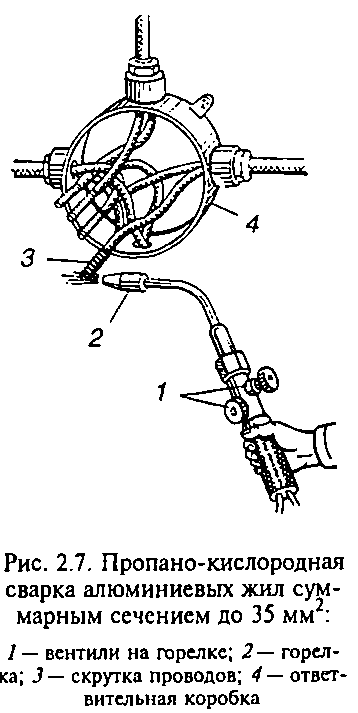 4
3
2
1
Рис. 2.7. Пропано-кислородная
сварка алюминиевых жил сум-
марным сечением до 35 мм²:
1 — вентили на горелке; 2 — горел-
ка; 3 — скрутка проводов; 4 — ответ-
вительная коробка